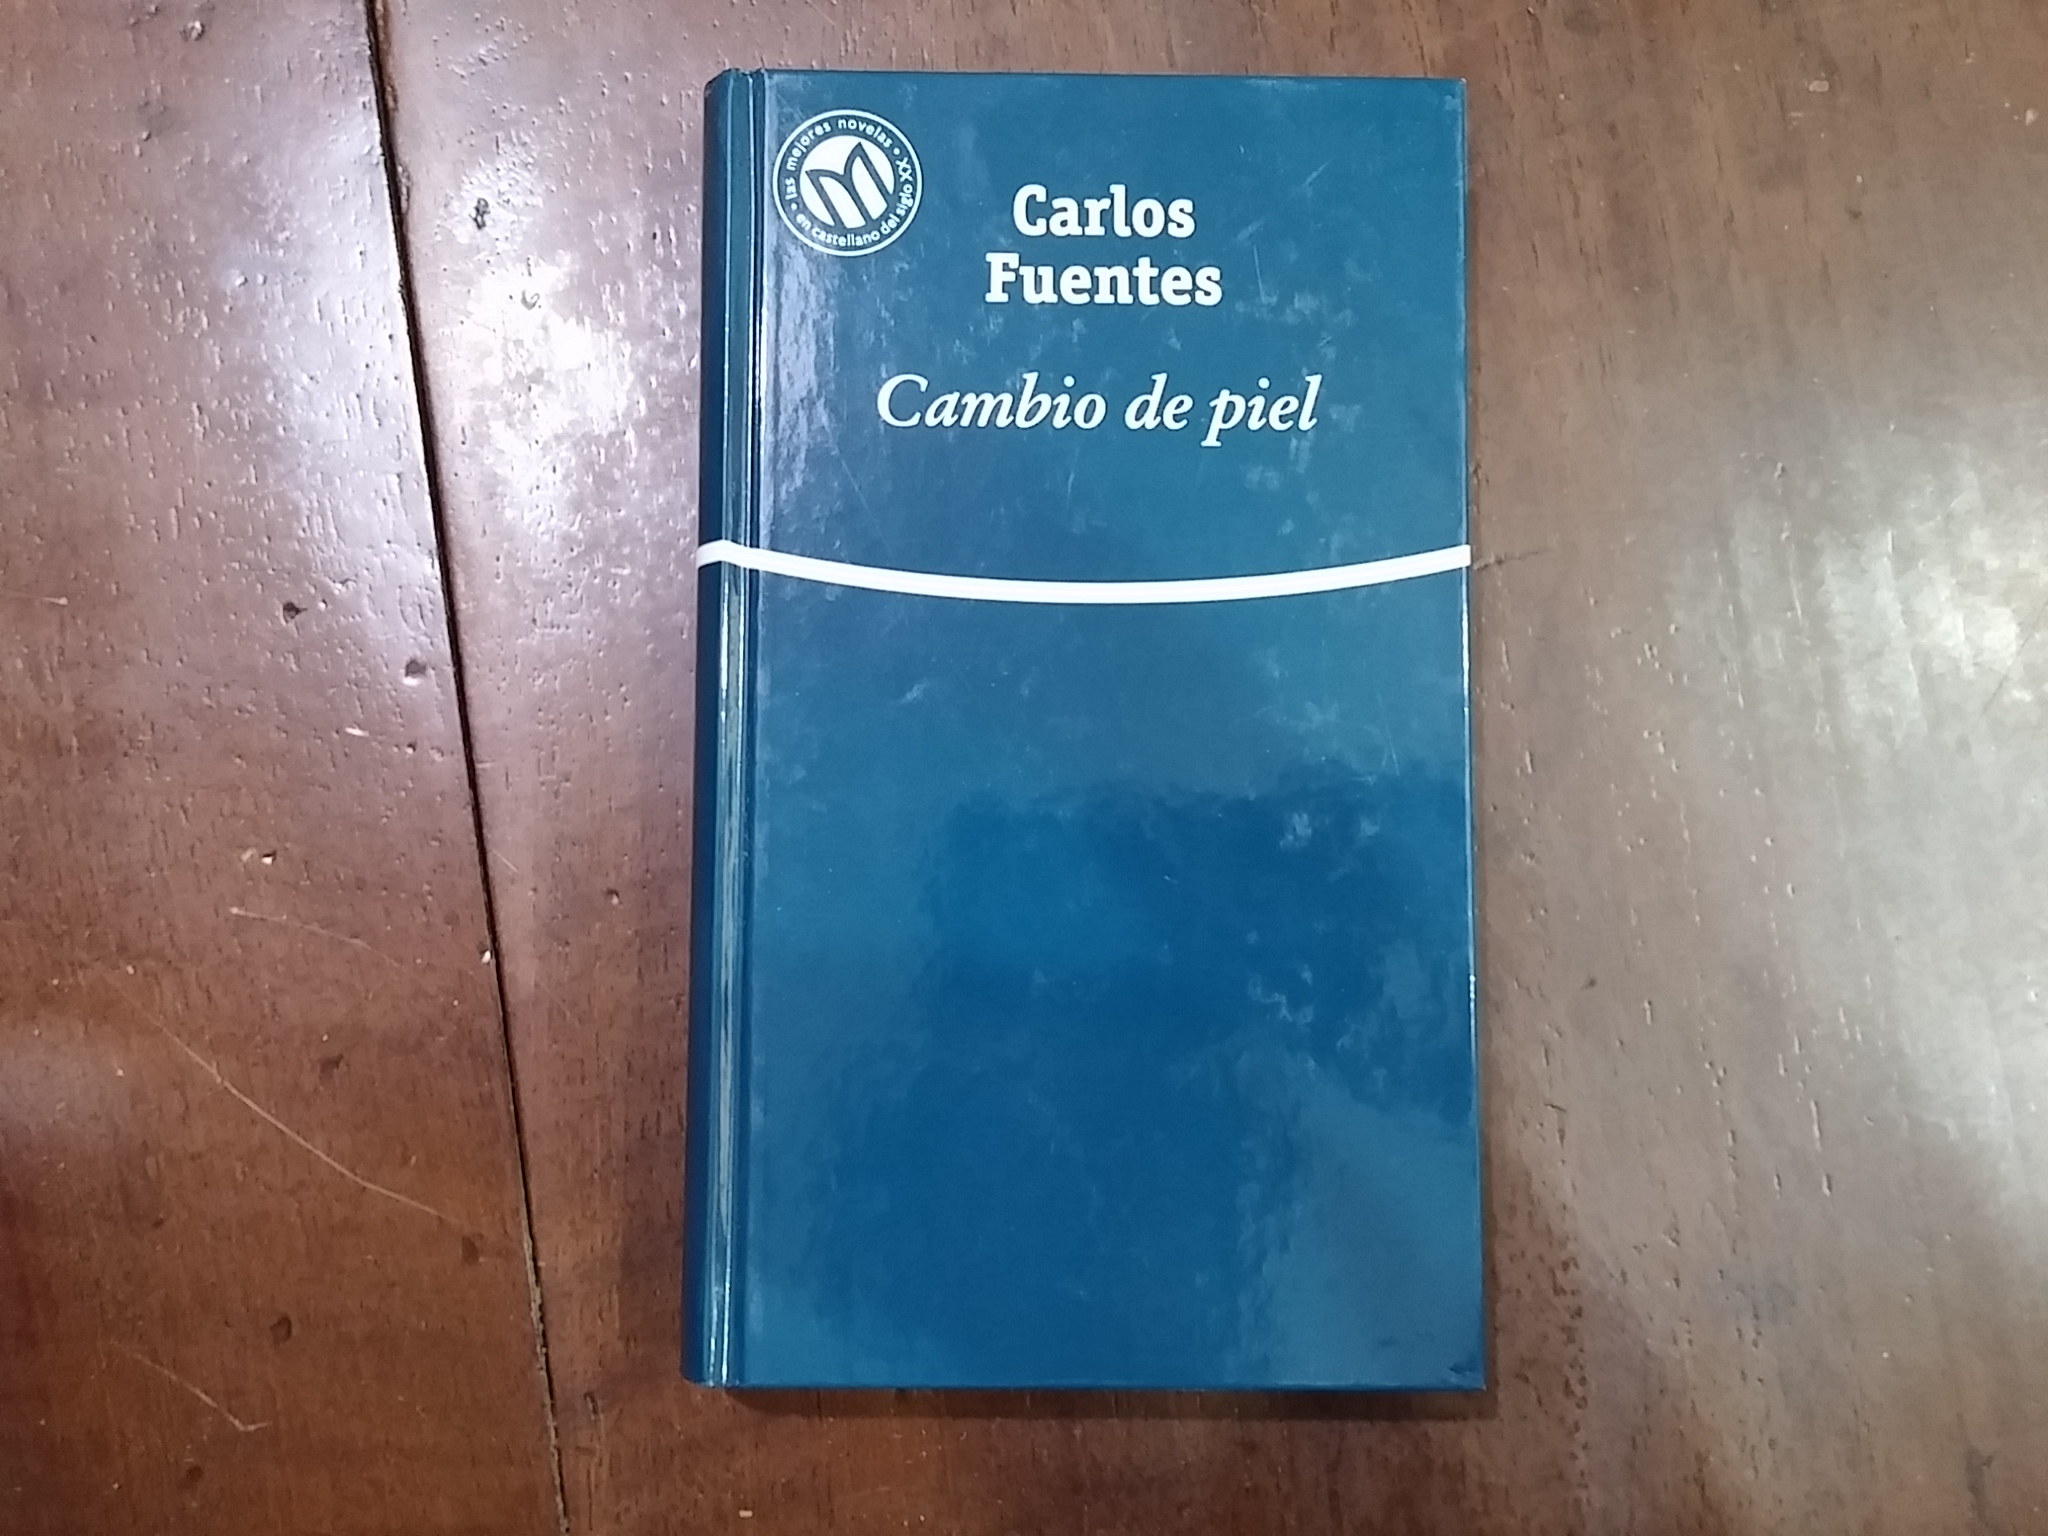 · las mejores novelas · en castellano del siglo XX
M
Carlos
Fuentes
Cambio de piel